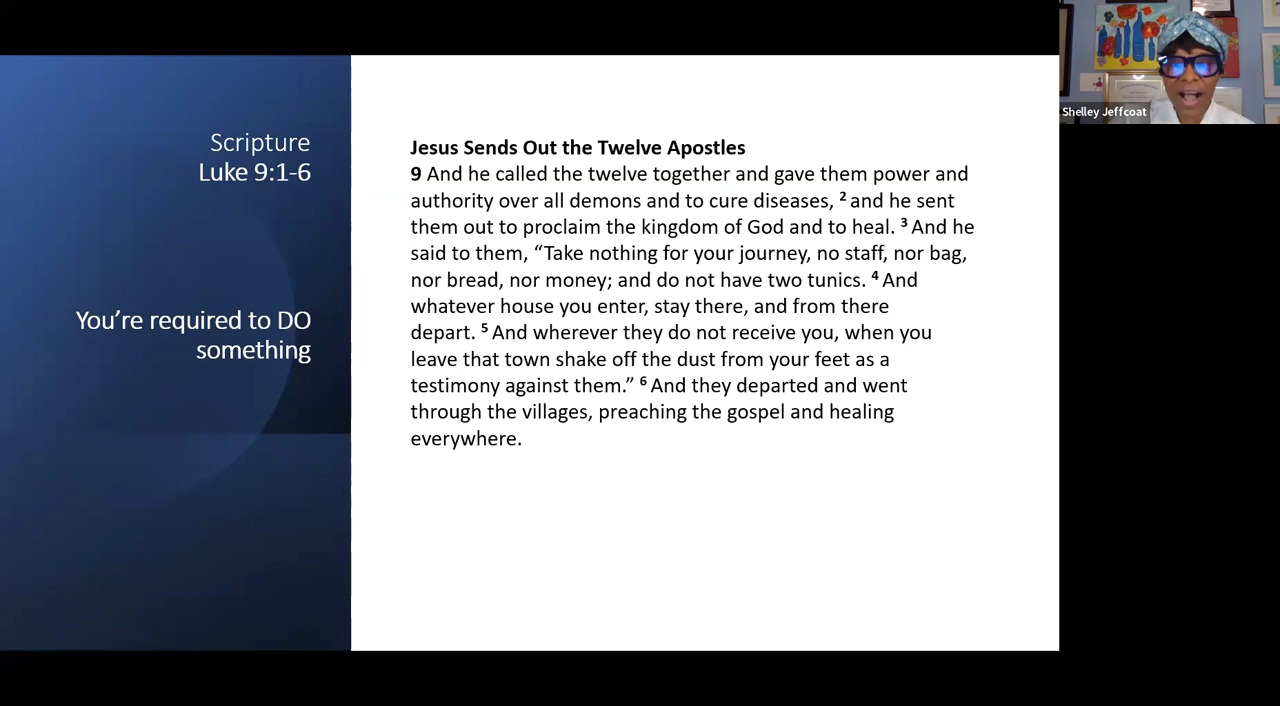 Scripture
Luke 9:1-6
You’re required to DO
something
Jesus Sends Out the Twelve Apostles
9 And he called the twelve together and gave them power and
authority over all demons and to cure diseases, 2 and he sent
them out to proclaim the kingdom of God and to heal. 3 And he
said to them, “Take nothing for your journey, no staff, nor bag,
nor bread, nor money; and do not have two tunics. 4 And
whatever house you enter, stay there, and from there
depart. 5 And wherever they do not receive you, when you
leave that town shake off the dust from your feet as a
testimony against them.” 6 And they departed and went
through the villages, preaching the gospel and healing
everywhere.
Shelley Jeffcoat